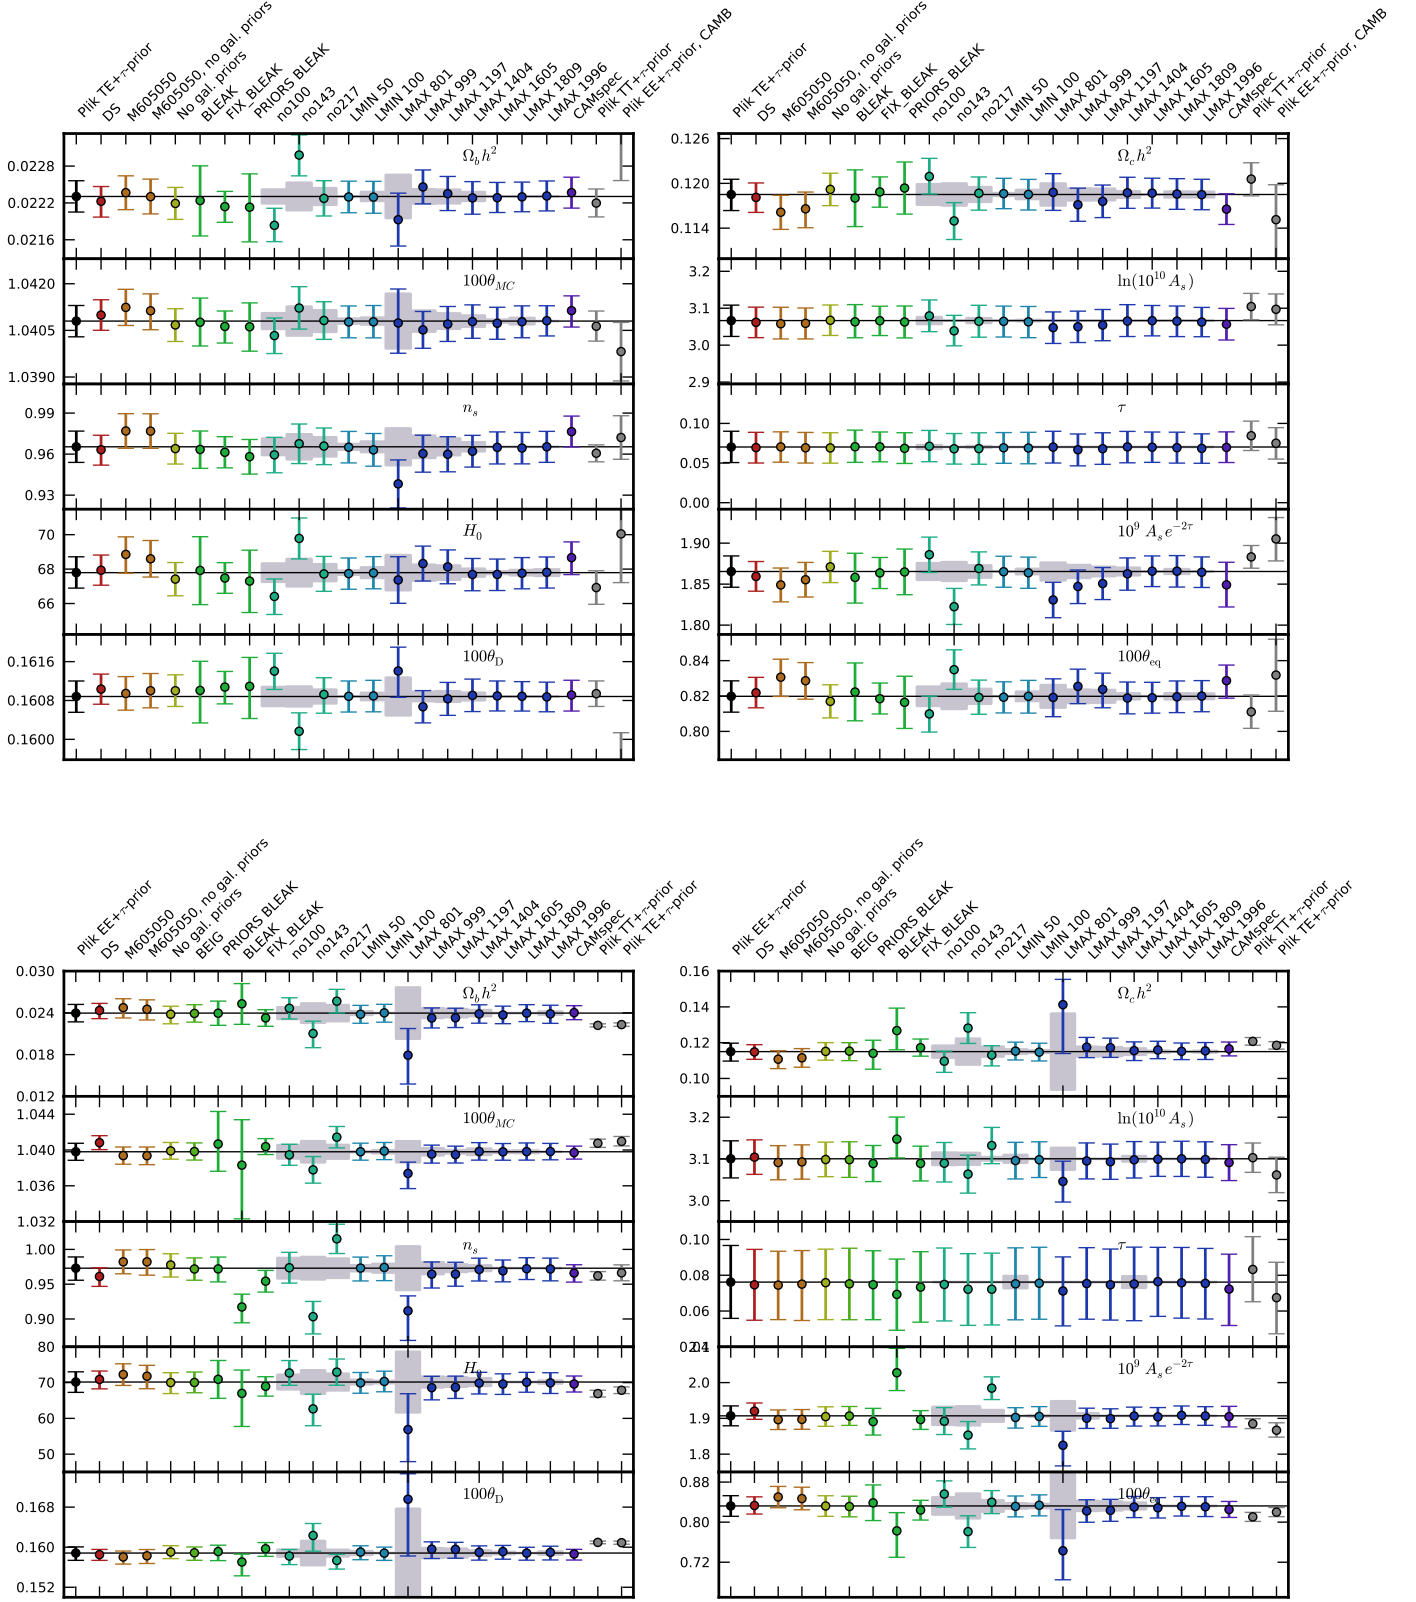 Plik TE+τ-prior
DS
M605050
M605050, no gal. priors
No gal. priors
BLEAK
FIX_BLEAK
PRIORS BLEAK
no100
no143
no217
LMIN 50
LMIN 100
LMAX 801
LMAX 999
LMAX 1197
LMAX 1404
LMAX 1605
LMAX 1809
LMAX 1996
CAMspec
Plik TT+τ-prior
Plik EE+τ-prior, CAMB
0.0228
0.0222
0.0216
Ω_b h²
1.0420
1.0405
1.0390
100θ_MC
0.99
0.96
0.93
n_s
70
68
66
H_0
0.1616
0.1608
0.1600
100θ_D
Plik TE+τ-prior
DS
M605050
M605050, no gal. priors
No gal. priors
BLEAK
FIX_BLEAK
PRIORS BLEAK
no100
no143
no217
LMIN 50
LMIN 100
LMAX 801
LMAX 999
LMAX 1197
LMAX 1404
LMAX 1605
LMAX 1809
LMAX 1996
CAMspec
Plik TT+τ-prior
Plik EE+τ-prior, CAMB
0.126
0.120
0.114
Ω_c h²
3.2
3.1
3.0
2.9
ln(10¹⁰ A_s)
0.10
0.05
0.00
τ
1.90
1.85
1.80
10⁹ A_s e^{-2τ}
0.84
0.82
0.80
100θ_eq
Plik EE+τ-prior
DS
M605050
M605050, no gal. priors
No gal. priors
BEIG
PRIORS BLEAK
BLEAK
FIX_BLEAK
no100
no143
no217
LMIN 50
LMIN 100
LMAX 801
LMAX 999
LMAX 1197
LMAX 1404
LMAX 1605
LMAX 1809
LMAX 1996
CAMspec
Plik TT+τ-prior
Plik TE+τ-prior
0.030
0.024
0.018
0.012
Ω_b h²
1.044
1.040
1.036
1.032
100θ_MC
1.00
0.95
0.90
n_s
80
70
60
50
0.168
0.160
0.152
100θ_D
Plik EE+τ-prior
DS
M605050
M605050, no gal. priors
No gal. priors
BEIG
PRIORS BLEAK
BLEAK
FIX_BLEAK
no100
no143
no217
LMIN 50
LMIN 100
LMAX 801
LMAX 999
LMAX 1197
LMAX 1404
LMAX 1605
LMAX 1809
LMAX 1996
CAMspec
Plik TT+τ-prior
Plik TE+τ-prior
0.16
0.14
0.12
0.10
Ω_c h²
3.2
3.1
3.0
ln(10¹⁰ A_s)
0.10
0.08
0.06
τ
2.0
1.9
1.8
10⁹ A_s e^{-2τ}
0.88
0.80
0.72